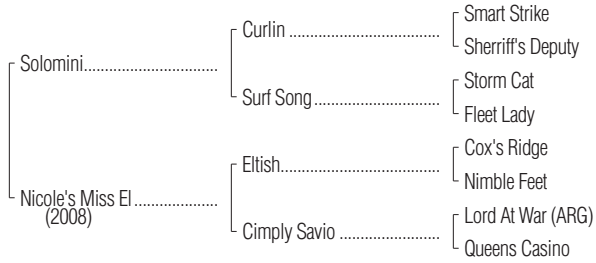 Smart Strike
Curlin ....................................
Sherriff's Deputy
Solomini................................
Storm Cat
Surf Song ..............................
Fleet Lady
Cox's Ridge
Eltish......................................
Nimble Feet
Nicole's Miss El ....................
(2008)
Lord At War (ARG)
Cimply Savio ........................
Queens Casino